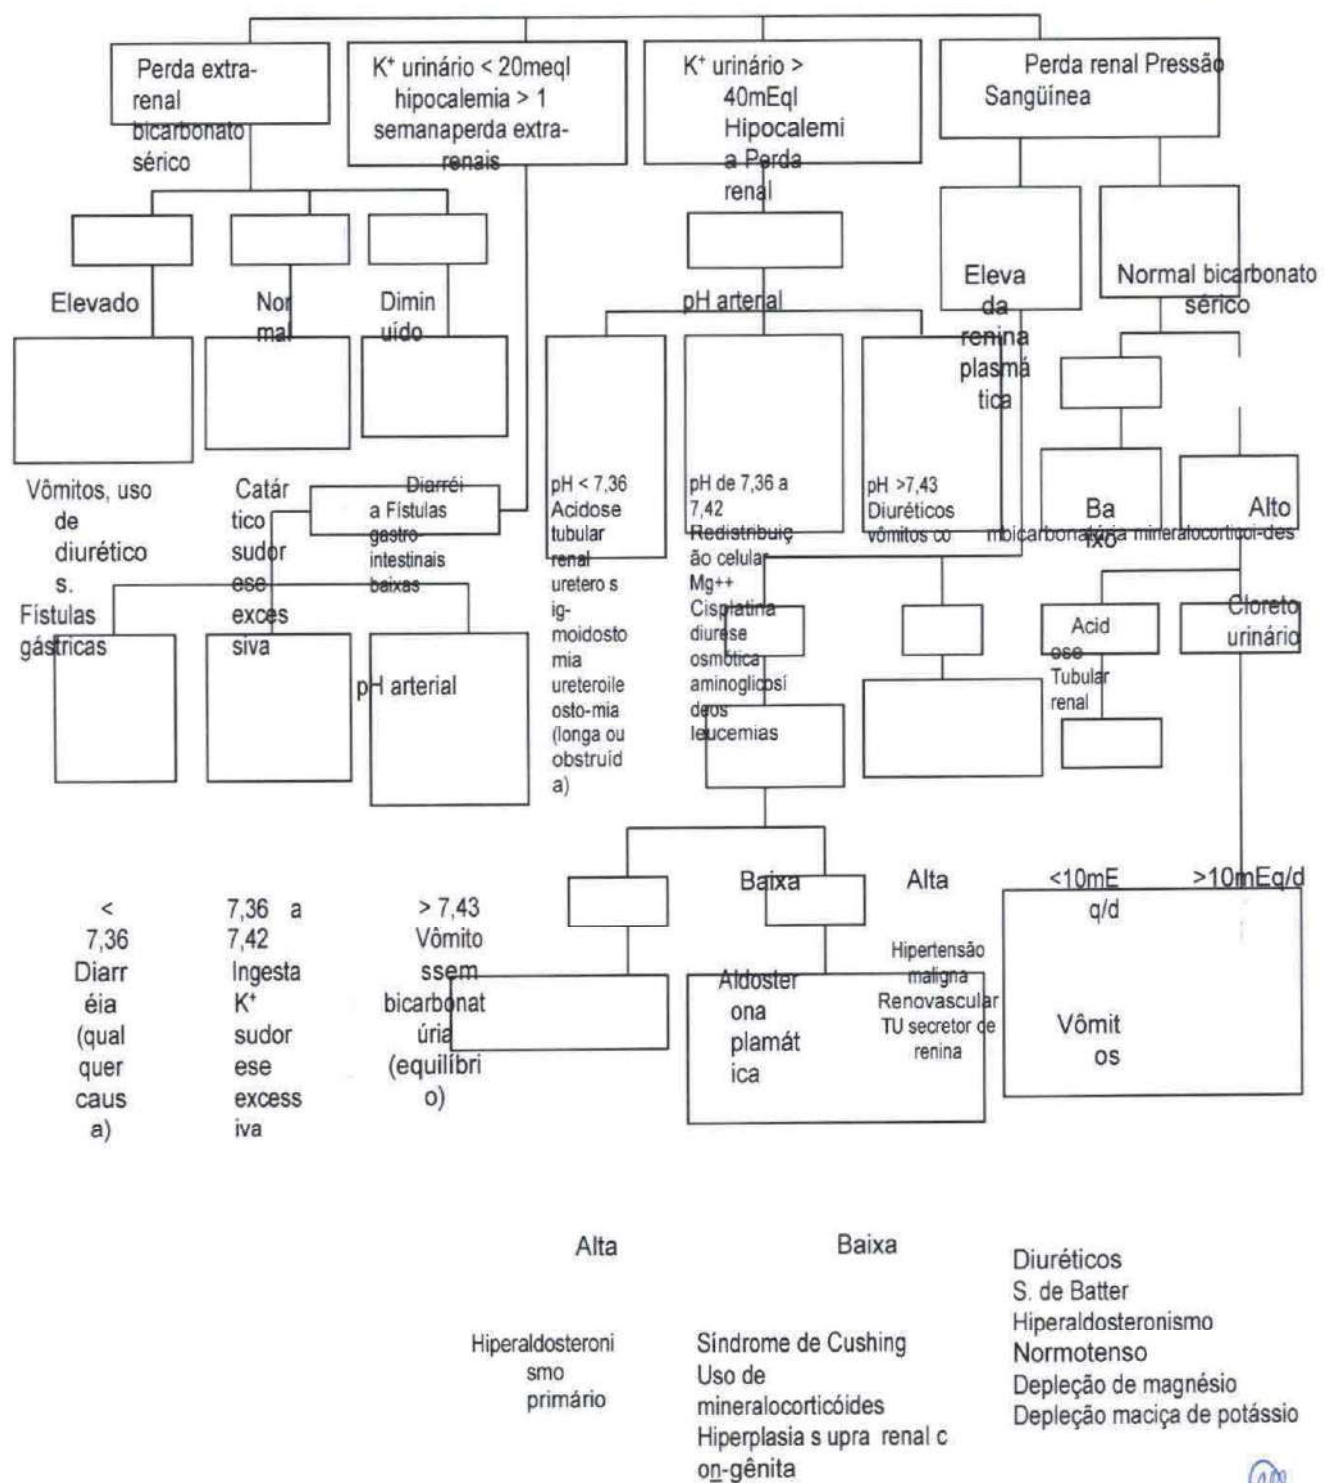 Perda extra-
renal
bicarbonato
sérico
K⁺ urinário < 20meql
hipocalemia > 1
semanaperda extra-
renais
K⁺ urinário >
40mEql
Hipocalemi
a Perda
renal
Perda renal Pressão
Sangüínea
Elevado
Nor
mal
Dimin
uído
pH arterial
Eleva
da
renina
plasmá
tica
Normal bicarbonato
sérico
Vômitos, uso
de
diurético
s.
Fístulas
gástricas
Catár
tico
sudor
ese
exces
siva
Diarréi
a Fístulas
gastro-
intestinais
baixas
pH arterial
pH < 7,36
Acidose
tubular
renal
uretero s
ig-
moidosto
mia
ureteroile
osto-mia
(longa ou
obstruíd
a)
pH de 7,36 a
7,42
Redistribuiç
ão celular
Mg++
Cisplatina
diurese
osmótica
aminoglicosí
deos
leucemias
pH >7,43
Diuréticos
vômitos co
mbicarbonatúria mineralocorticoi-des
Ba
ixo
Alto
Acid
ose
Tubular
renal
Cloreto
urinário
<
7,36
Diarr
éia
(qual
quer
caus
a)
7,36 a
7,42
Ingesta
K⁺
sudor
ese
excess
iva
> 7,43
Vômito
ssem
bicarbonat
úria
(equilíbri
o)
Baixa
Alta
<10mE
q/d
>10mEq/d
Aldoster
ona
plamát
ica
Hipertensão
maligna
Renovascular
TU secretor de
renina
Vômit
os
Alta
Baixa
Hiperaldosteroni
smo
primário
Síndrome de Cushing
Uso de
mineralocorticóides
Hiperplasia s upra renal c
on-gênita
Diuréticos
S. de Batter
Hiperaldosteronismo
Normotenso
Depleção de magnésio
Depleção maciça de potássio